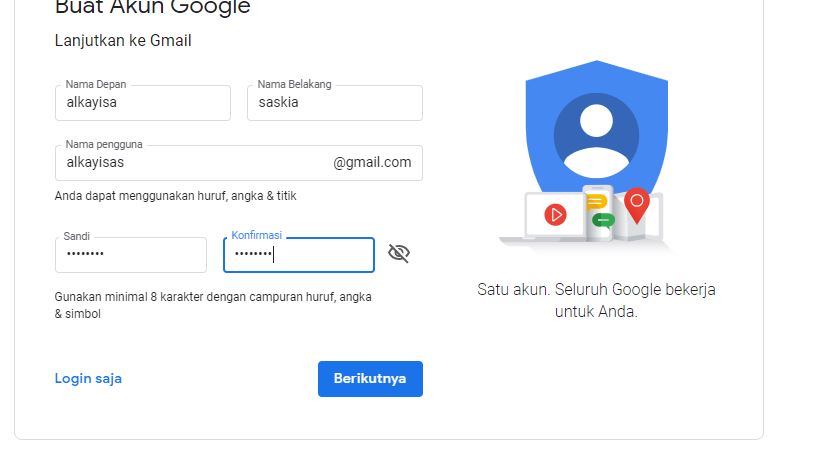 Buat Akun Google
Lanjutkan ke Gmail
Nama Depan
alkayisa
Nama Belakang
saskia
Nama pengguna
alkayisas
@gmail.com
Anda dapat menggunakan huruf, angka & titik
Sandi
••••••••
Konfirmasi
••••••••
Gunakan minimal 8 karakter dengan campuran huruf, angka
& simbol
Login saja
Berikutnya
Satu akun. Seluruh Google bekerja
untuk Anda.